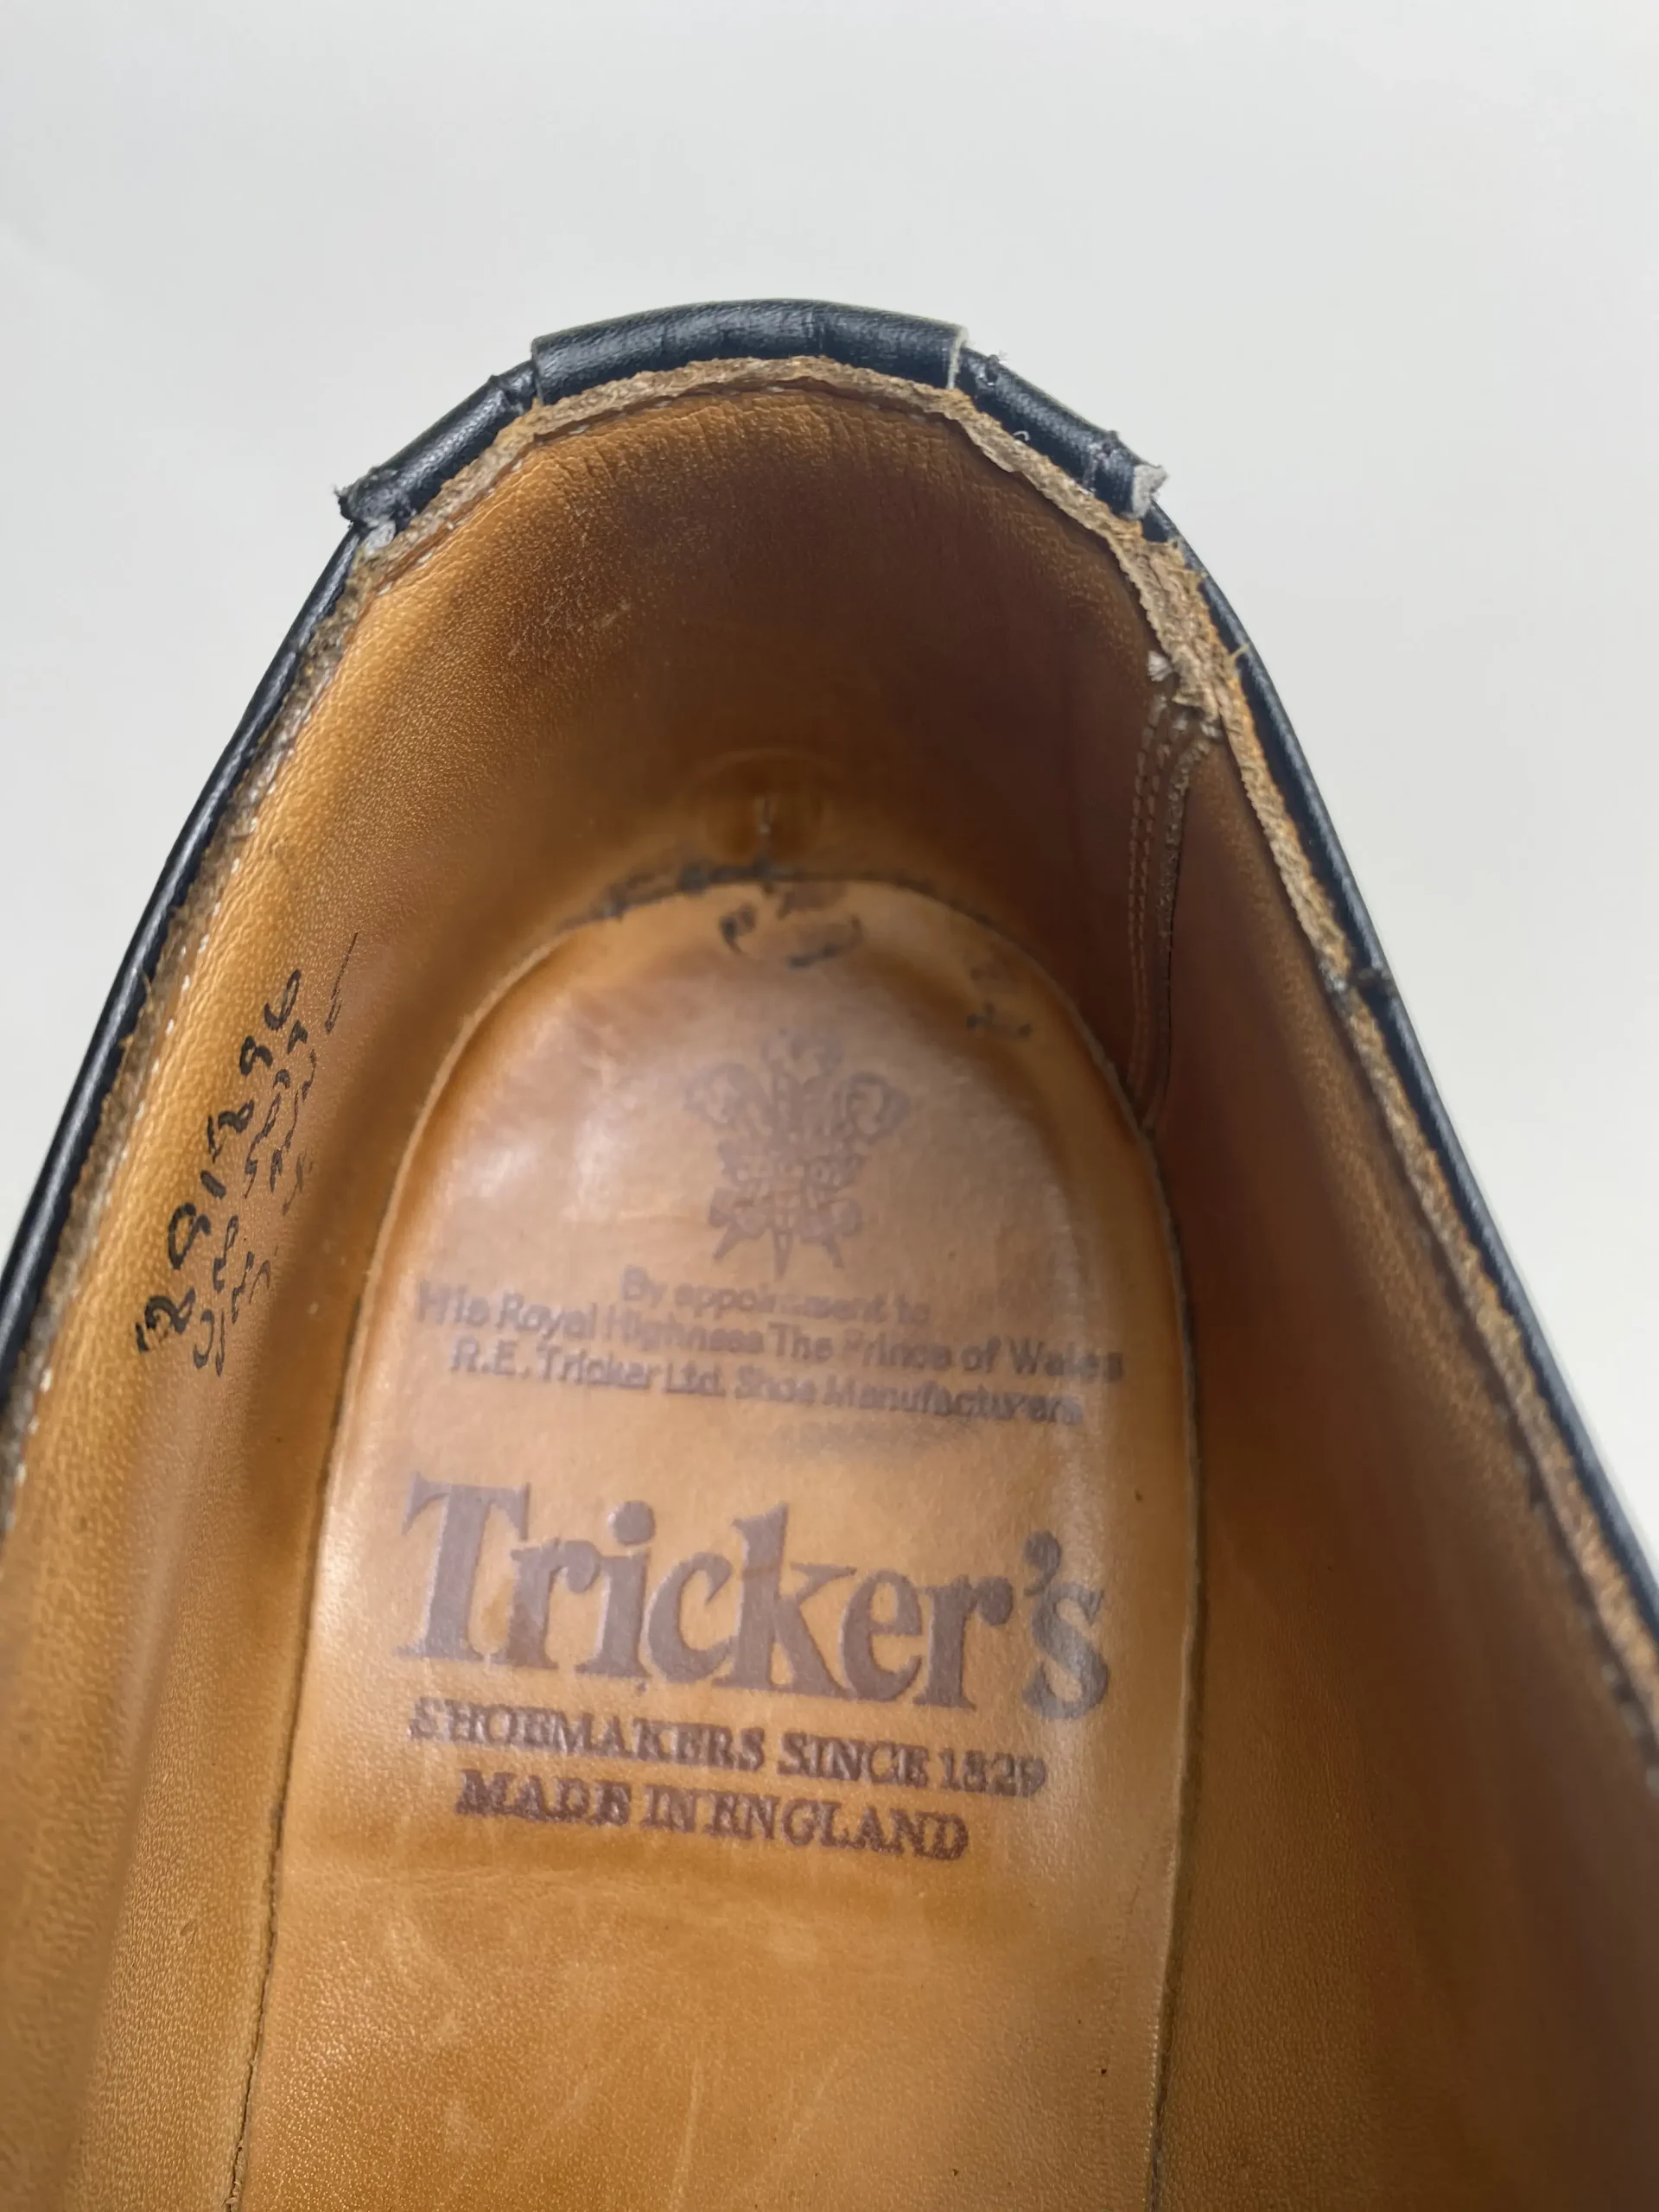 By appointment to
His Royal Highness The Prince of Wales
R.E. Tricker Ltd. Shoe Manufacturers
Tricker's
SHOEMAKERS SINCE 1829
MADE IN ENGLAND